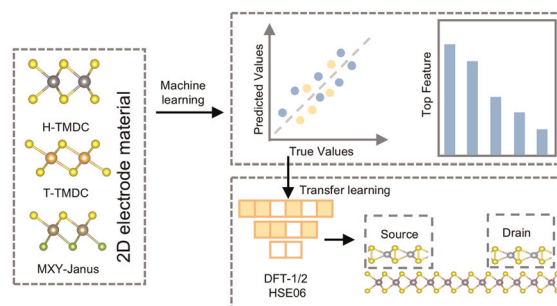 H-TMDC
T-TMDC
MXY-Janus
2D electrode material
Machine
learning
Predicted Values
True Values
Top Feature
Transfer learning
DFT-1/2
HSE06
Source
Drain